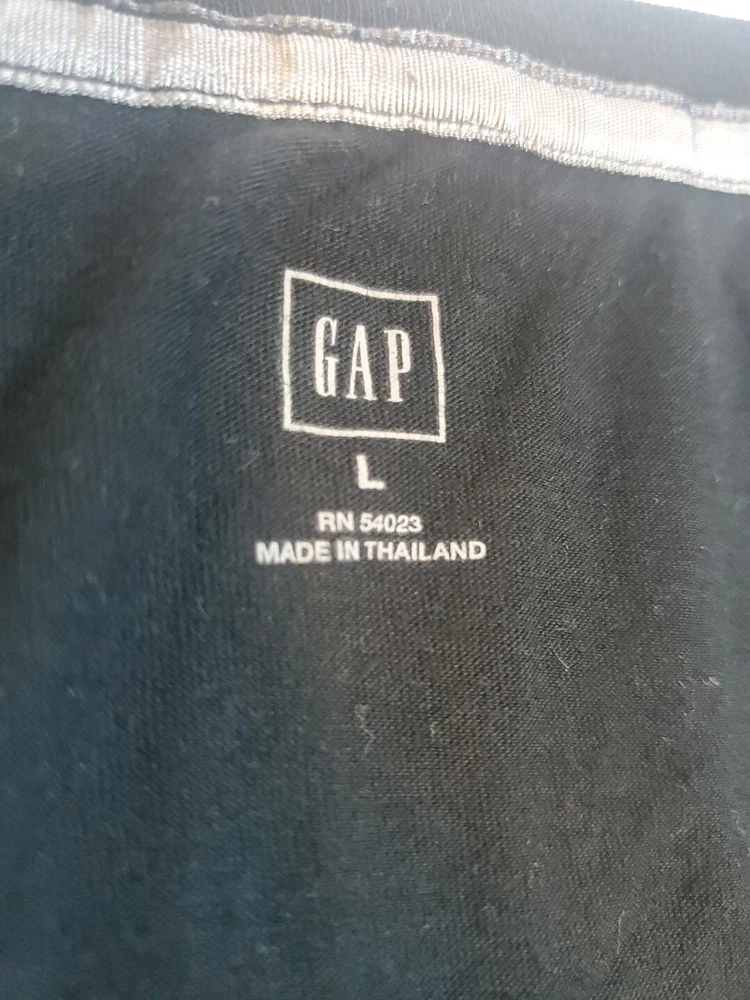 GAP
L
RN 54023
MADE IN THAILAND